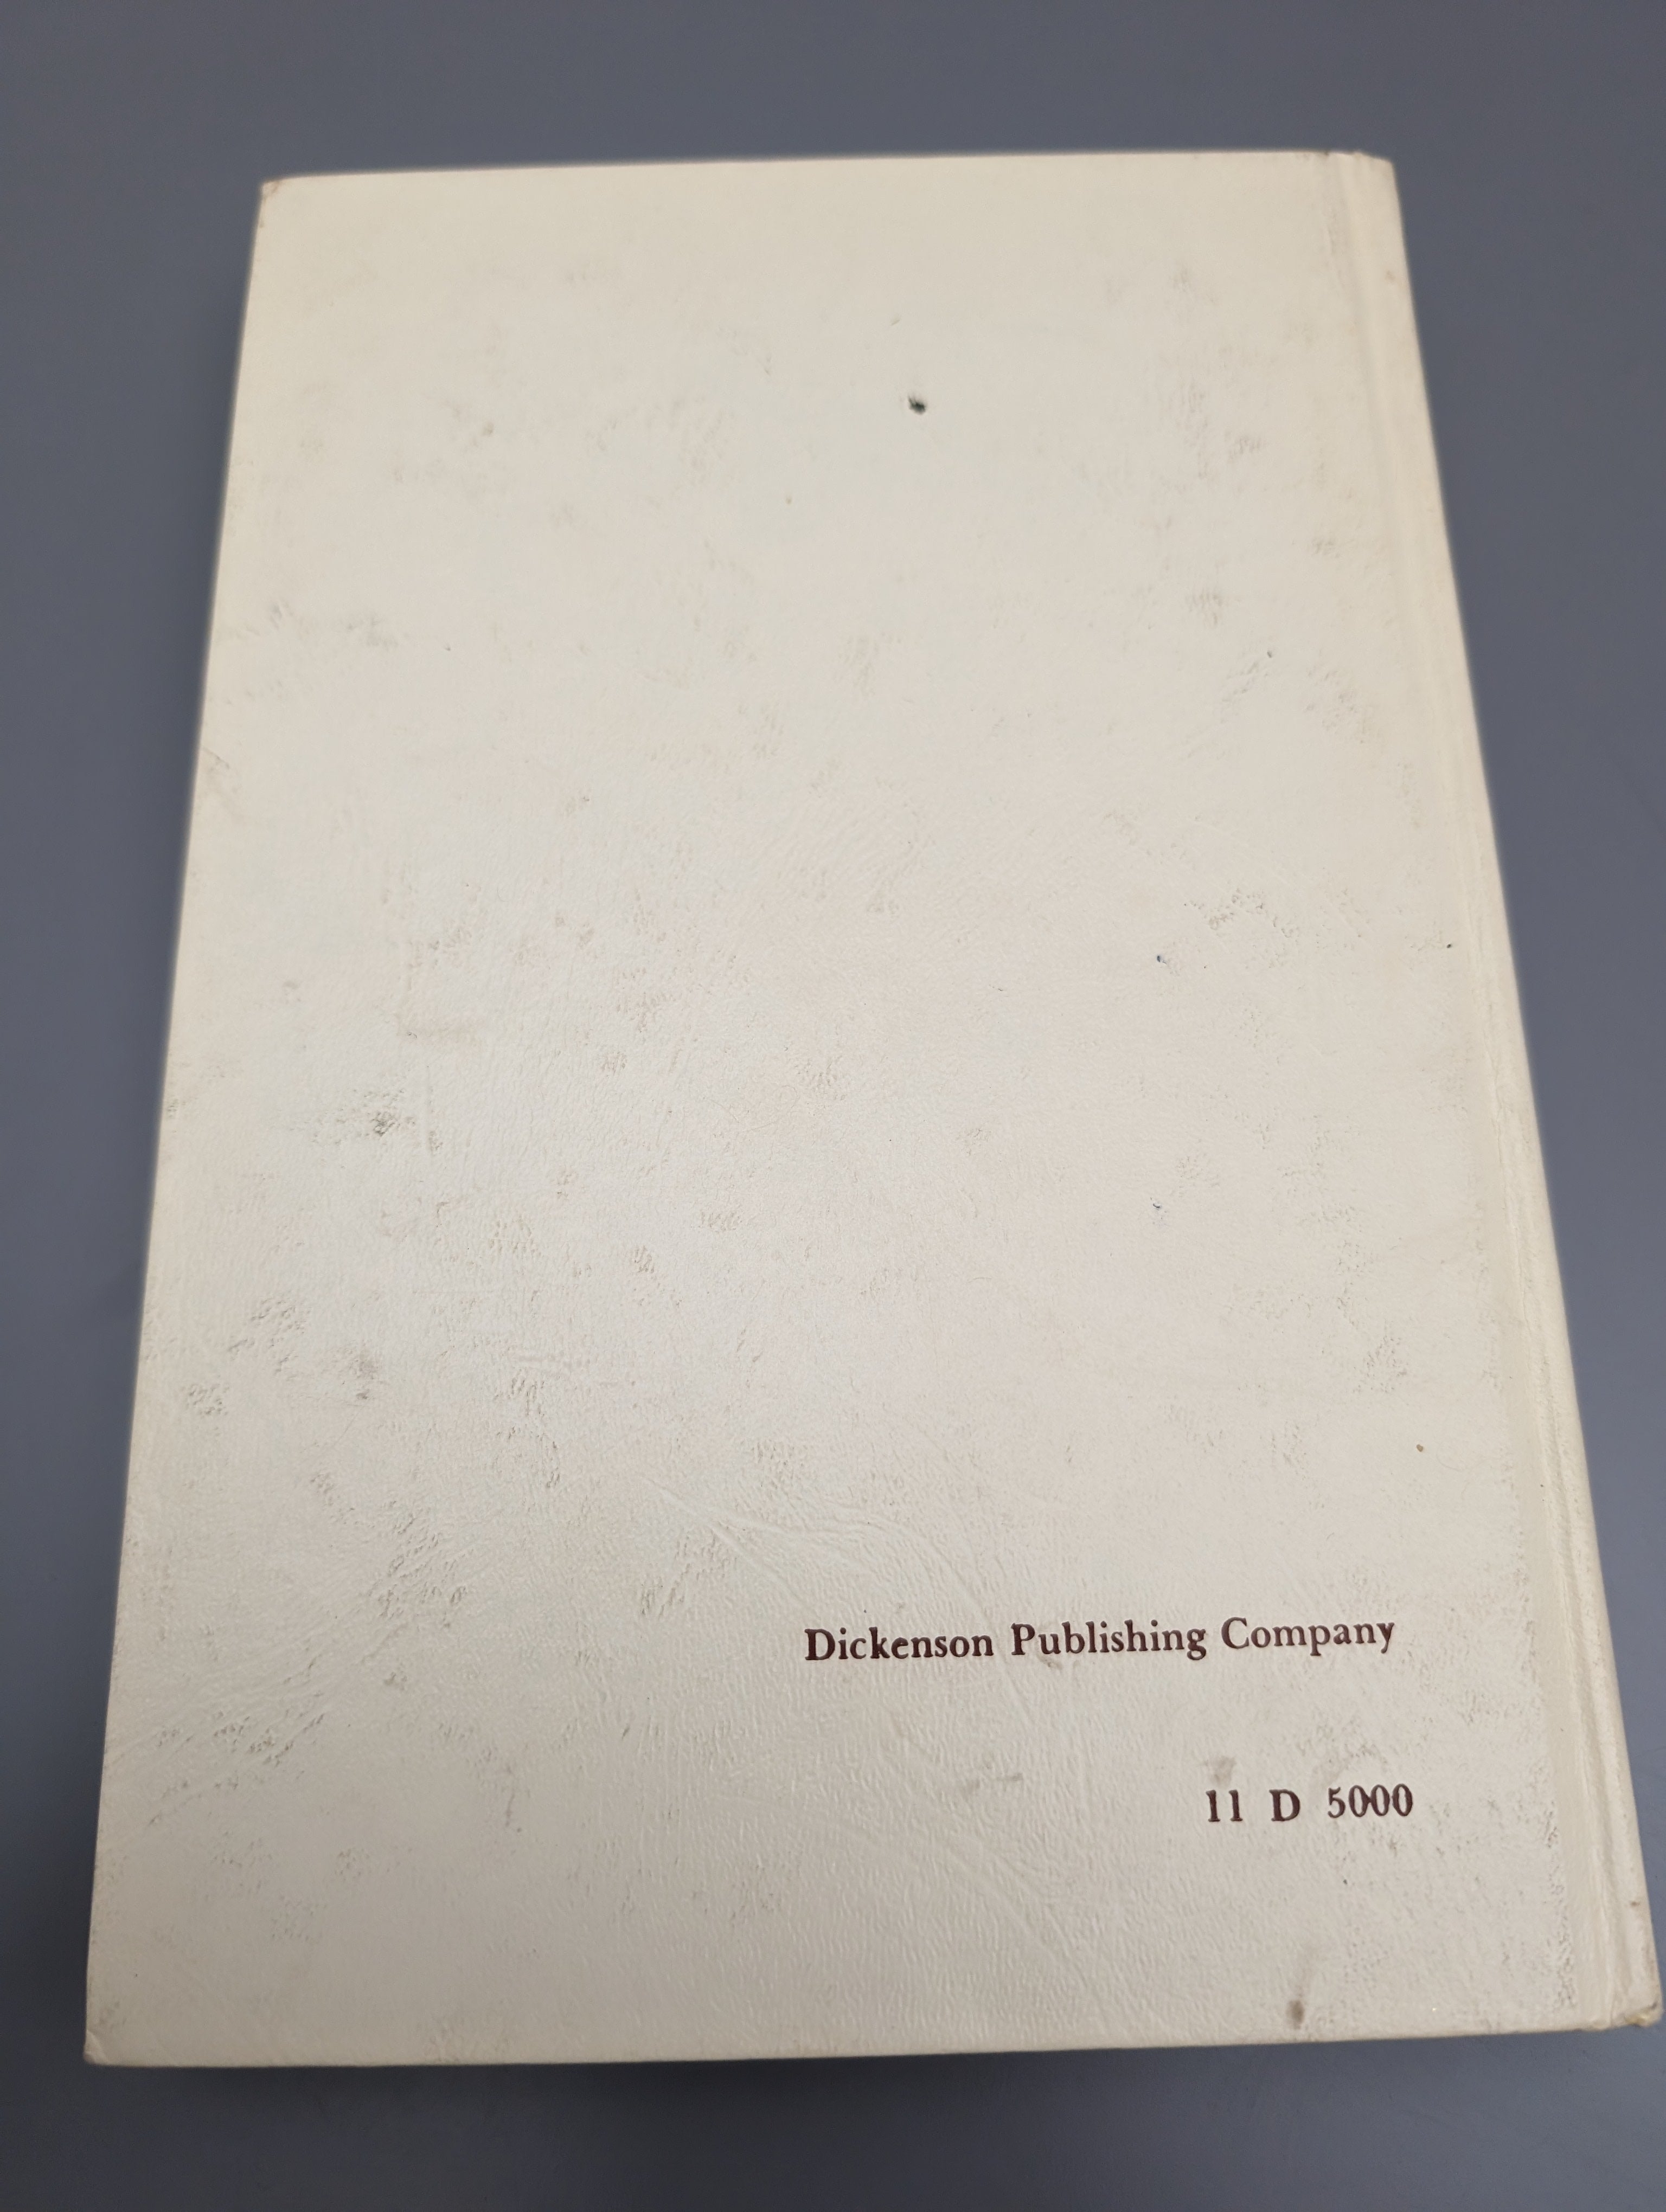 Dickenson Publishing Company
11 D 5000